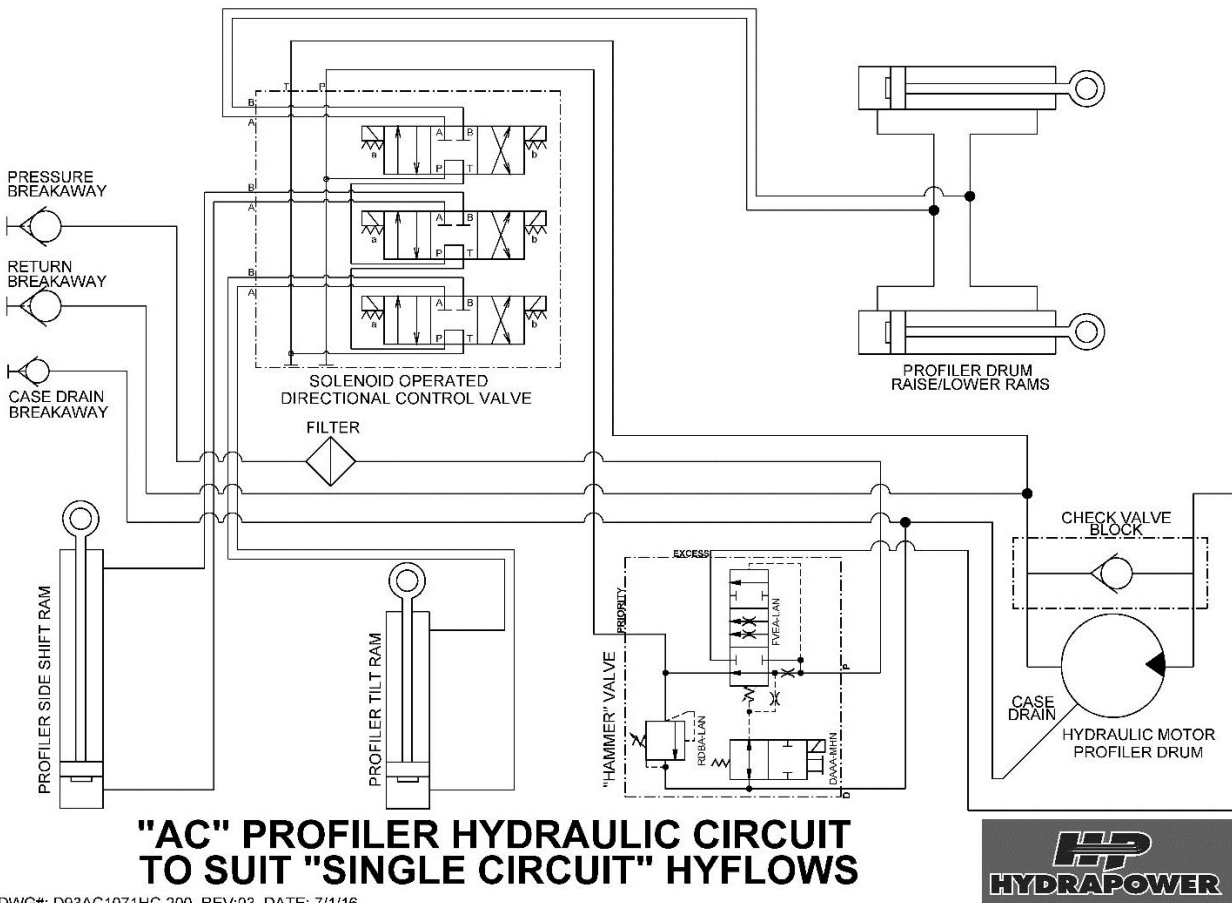 T P
B
A
A B
a b
P T
PRESSURE
BREAKAWAY
B
A
A B
a b
P T
RETURN
BREAKAWAY
B
A
A B
a b
P T
CASE DRAIN
BREAKAWAY
SOLENOID OPERATED
DIRECTIONAL CONTROL VALVE
PROFILER DRUM
RAISE/LOWER RAMS
FILTER
CHECK VALVE
BLOCK
EXCESS
PRIORITY
FVEA-LAN
P
"HAMMER" VALVE
RDBA-LAN
DAAA-MHN
D
PROFILER SIDE SHIFT RAM
PROFILER TILT RAM
CASE
DRAIN
HYDRAULIC MOTOR
PROFILER DRUM
"AC" PROFILER HYDRAULIC CIRCUIT
TO SUIT "SINGLE CIRCUIT" HYFLOWS
HP
HYDRAPOWER
DWG#: D93AC1071HC-200 REV:03 DATE: 7/1/16